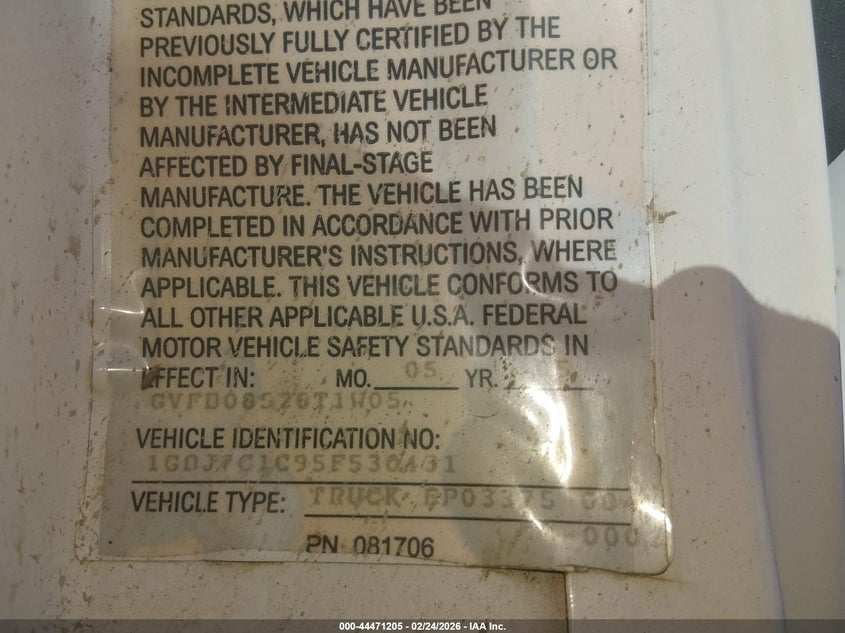 STANDARDS, WHICH HAVE BEEN
PREVIOUSLY FULLY CERTIFIED BY THE
INCOMPLETE VEHICLE MANUFACTURER OR
BY THE INTERMEDIATE VEHICLE
MANUFACTURER, HAS NOT BEEN
AFFECTED BY FINAL-STAGE
MANUFACTURE. THE VEHICLE HAS BEEN
COMPLETED IN ACCORDANCE WITH PRIOR
MANUFACTURER'S INSTRUCTIONS, WHERE
APPLICABLE. THIS VEHICLE CONFORMS TO
ALL OTHER APPLICABLE U.S.A. FEDERAL
MOTOR VEHICLE SAFETY STANDARDS IN
EFFECT IN: MO. 05 YR.
VEHICLE IDENTIFICATION NO:
VEHICLE TYPE: TRUCK
PN 081706
000-44471205 - 02/24/2026 - IAA Inc.